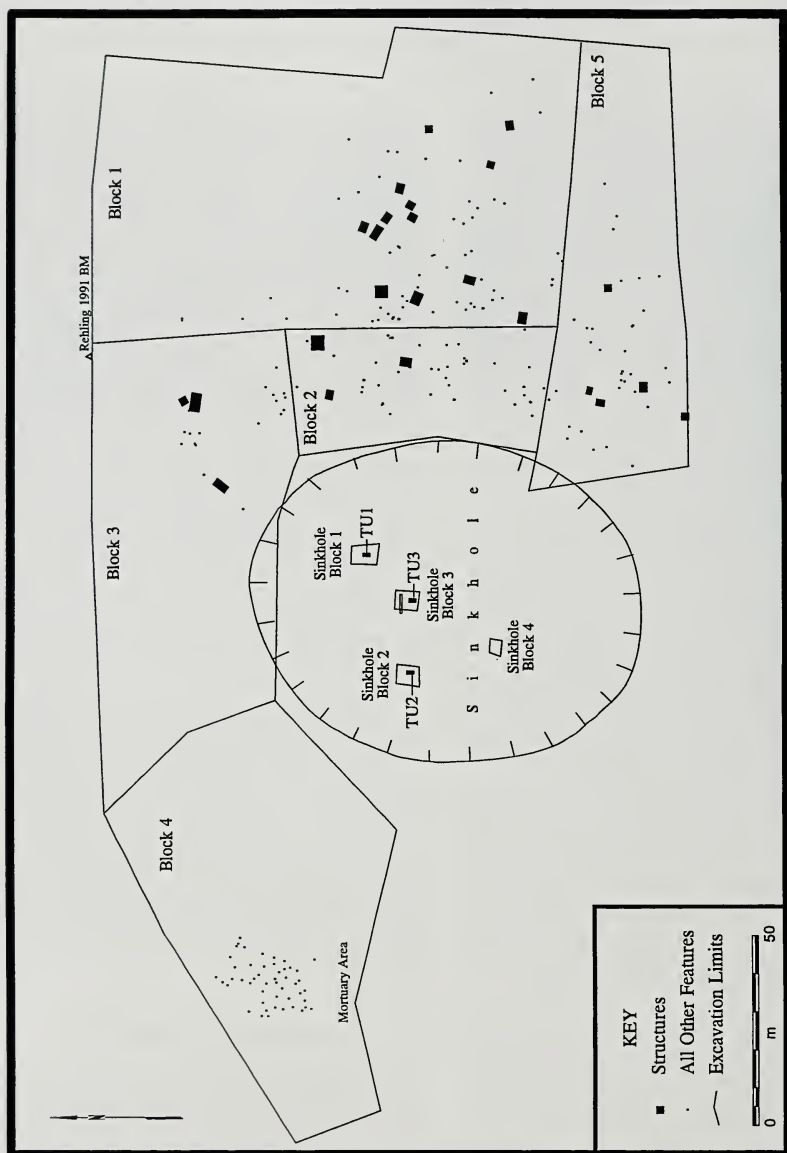 Rehling 1991 BM
Block 1
Block 2
Block 3
Block 4
Block 5
Mortuary Area
Sinkhole
Block 1
TU1
Sinkhole
Block 2
TU2
TU3
Sinkhole
Block 3
Sinkhole
Block 4
Sinkhole
N
KEY
Structures
All Other Features
Excavation Limits
0
m
50